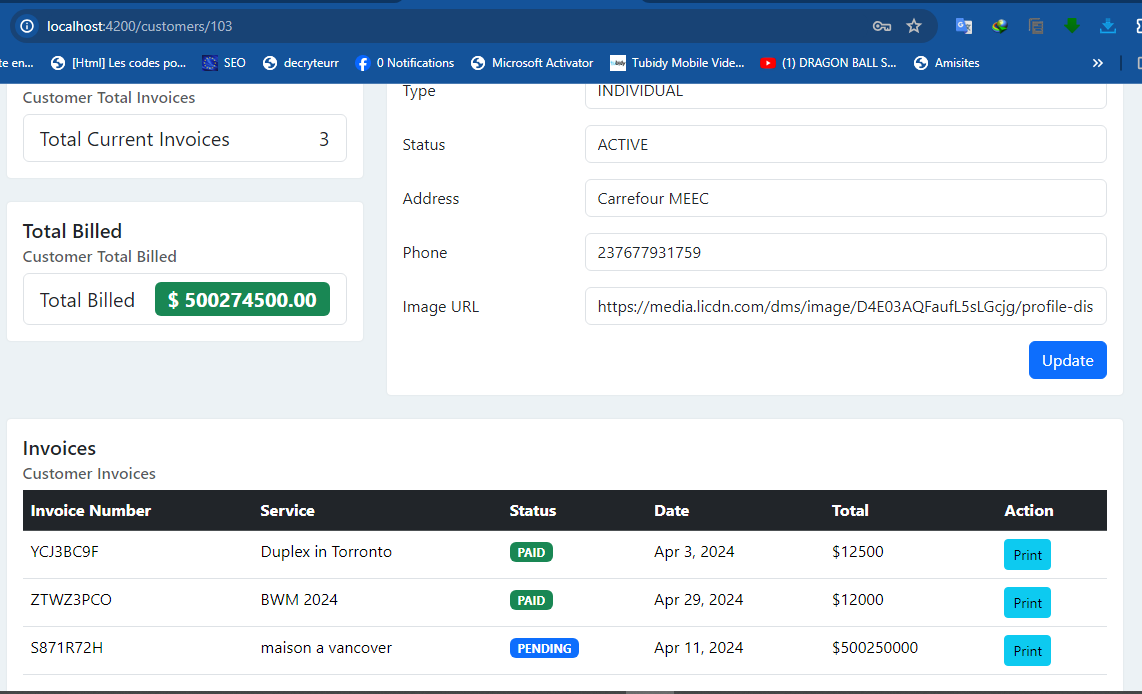 localhost:4200/customers/103
te en...
[Html] Les codes po...
SEO
decryteurr
0 Notifications
Microsoft Activator
Tubidy Mobile Vide...
(1) DRAGON BALL S...
Amisites
»
Customer Total Invoices
Total Current Invoices 3
Total Billed
Customer Total Billed
Total Billed $ 500274500.00
Type INDIVIDUAL
Status ACTIVE
Address Carrefour MEEC
Phone 237677931759
Image URL https://media.licdn.com/dms/image/D4E03AQFaufL5sLGcjg/profile-dis
Update
Invoices
Customer Invoices
Invoice Number Service Status Date Total Action
YCJ3BC9F Duplex in Torronto PAID Apr 3, 2024 $12500 Print
ZTWZ3PCO BWM 2024 PAID Apr 29, 2024 $12000 Print
S871R72H maison a vancover PENDING Apr 11, 2024 $500250000 Print